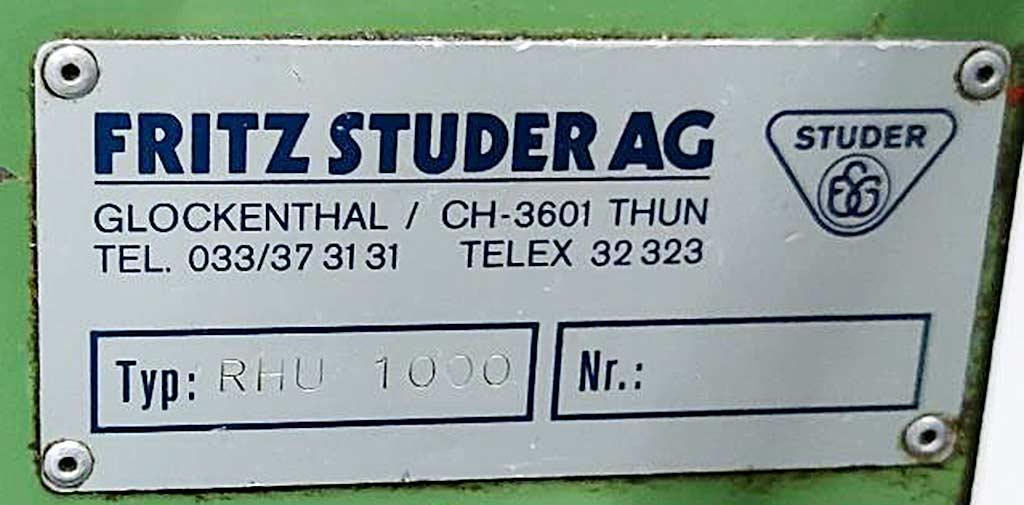 FRITZ STUDER AG
STUDER
GLOCKENTHAL / CH-3601 THUN
TEL. 033/37 31 31 TELEX 32 323
Typ: RHU 1000 Nr.: